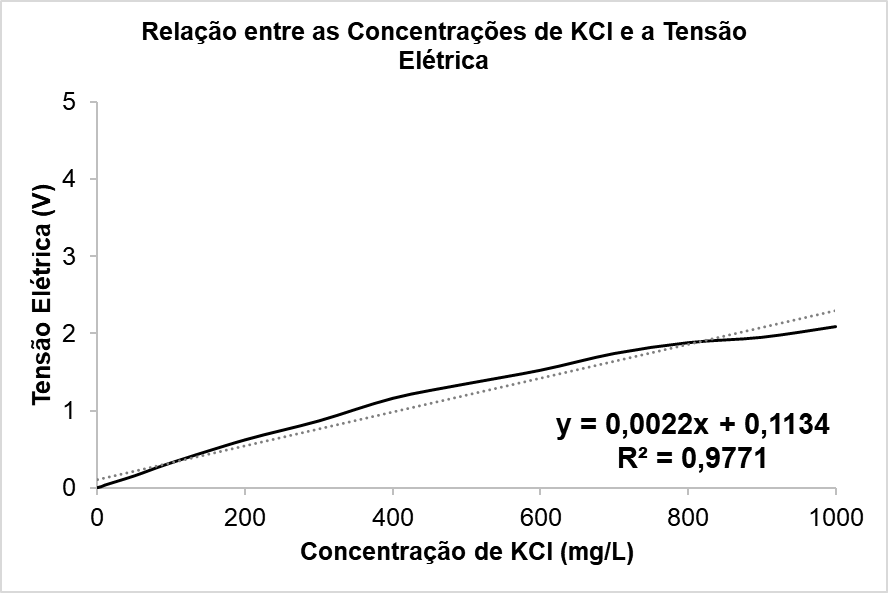 Relação entre as Concentrações de KCl e a Tensão
Elétrica
5
4
3
2
1
0
Tensão Elétrica (V)
y = 0,0022x + 0,1134
R² = 0,9771
0 200 400 600 800 1000
Concentração de KCl (mg/L)